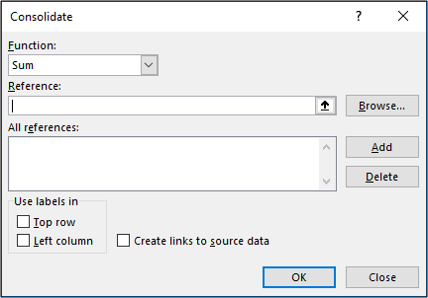 Consolidate ? ×
Function:
Sum
Reference:
Browse...
All references:
Add
Delete
Use labels in
Top row
Left column Create links to source data
OK Close